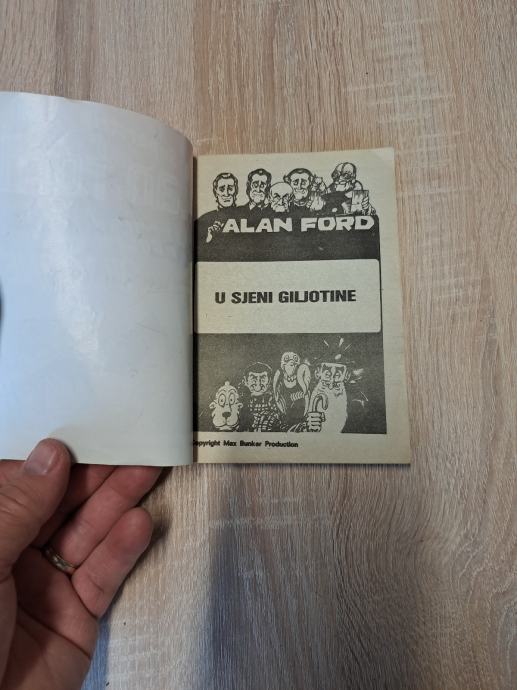 ALAN FORD
U SJENI GILJOTINE
Copyright Max Bunker Production